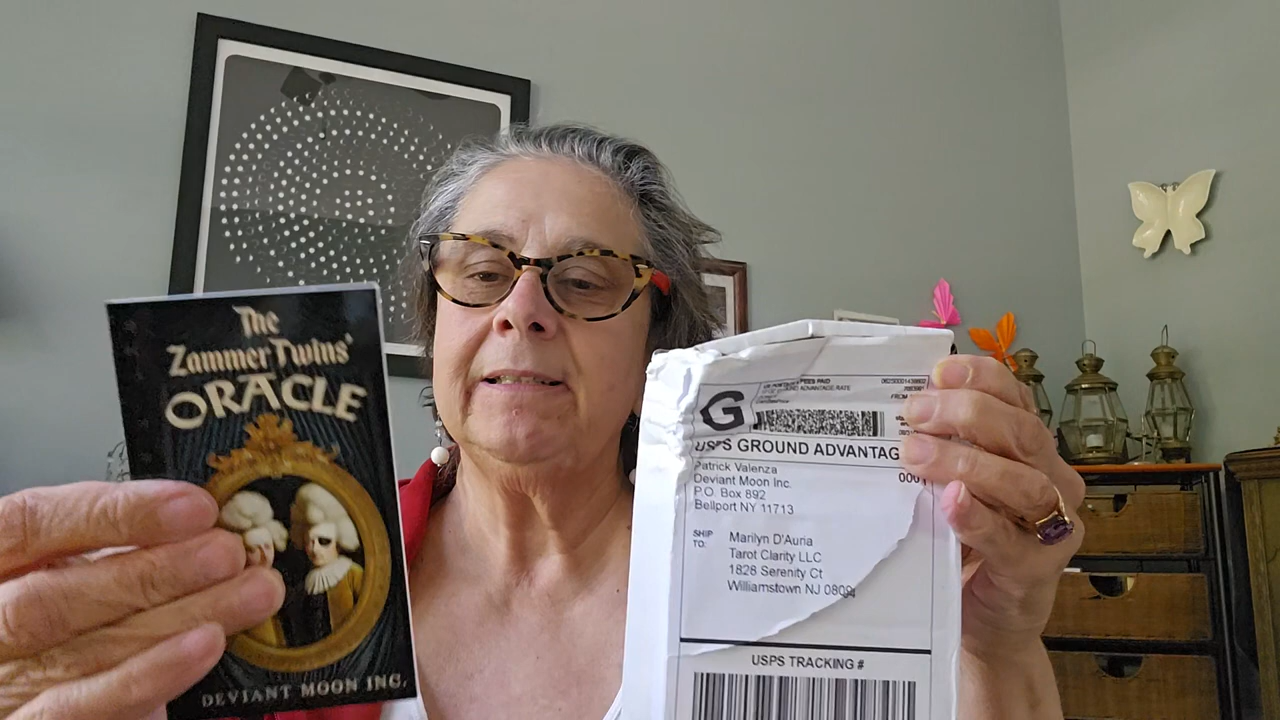 The
Zammer Twins'
ORACLE
DEVIANT MOON INC.
G
USPS GROUND ADVANTAG
Patrick Valenza
Deviant Moon Inc.
P.O. Box 892
Bellport NY 11713
SHIP
TO:
Marilyn D'Auria
Tarot Clarity LLC
1828 Serenity Ct
Williamstown NJ
USPS TRACKING #